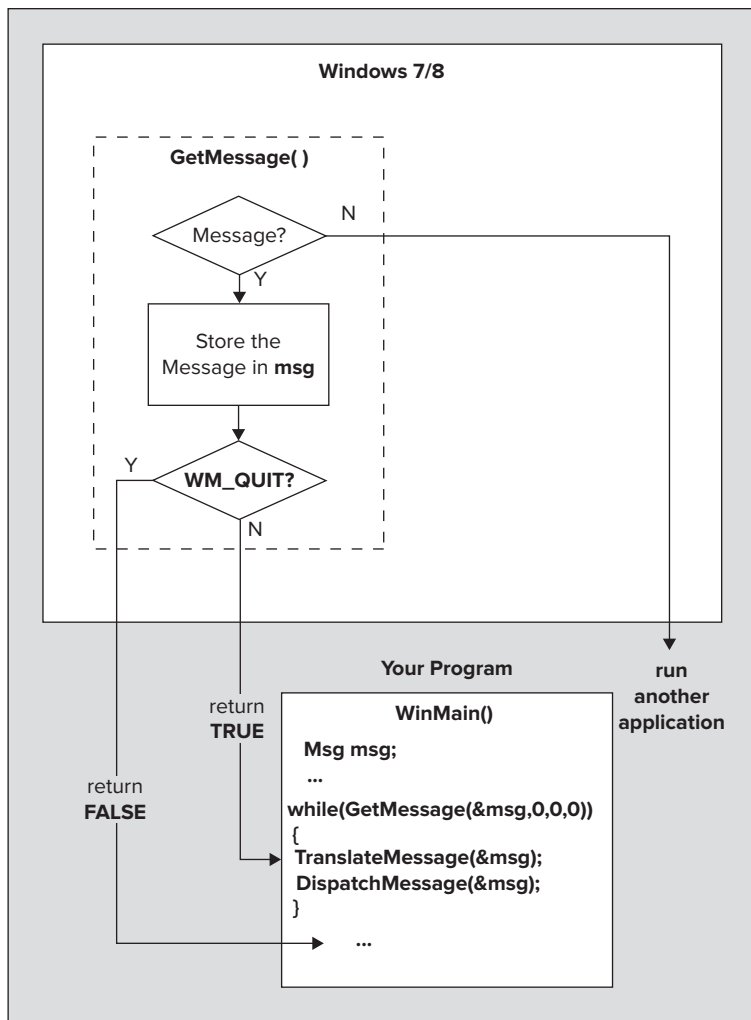 Windows 7/8
GetMessage( )
N
Message?
Y
Store the
Message in msg
Y
WM_QUIT?
N
Your Program
run
another
application
WinMain()
return
TRUE
Msg msg;
...
return
FALSE
while(GetMessage(&msg,0,0,0))
{
TranslateMessage(&msg);
DispatchMessage(&msg);
}
...